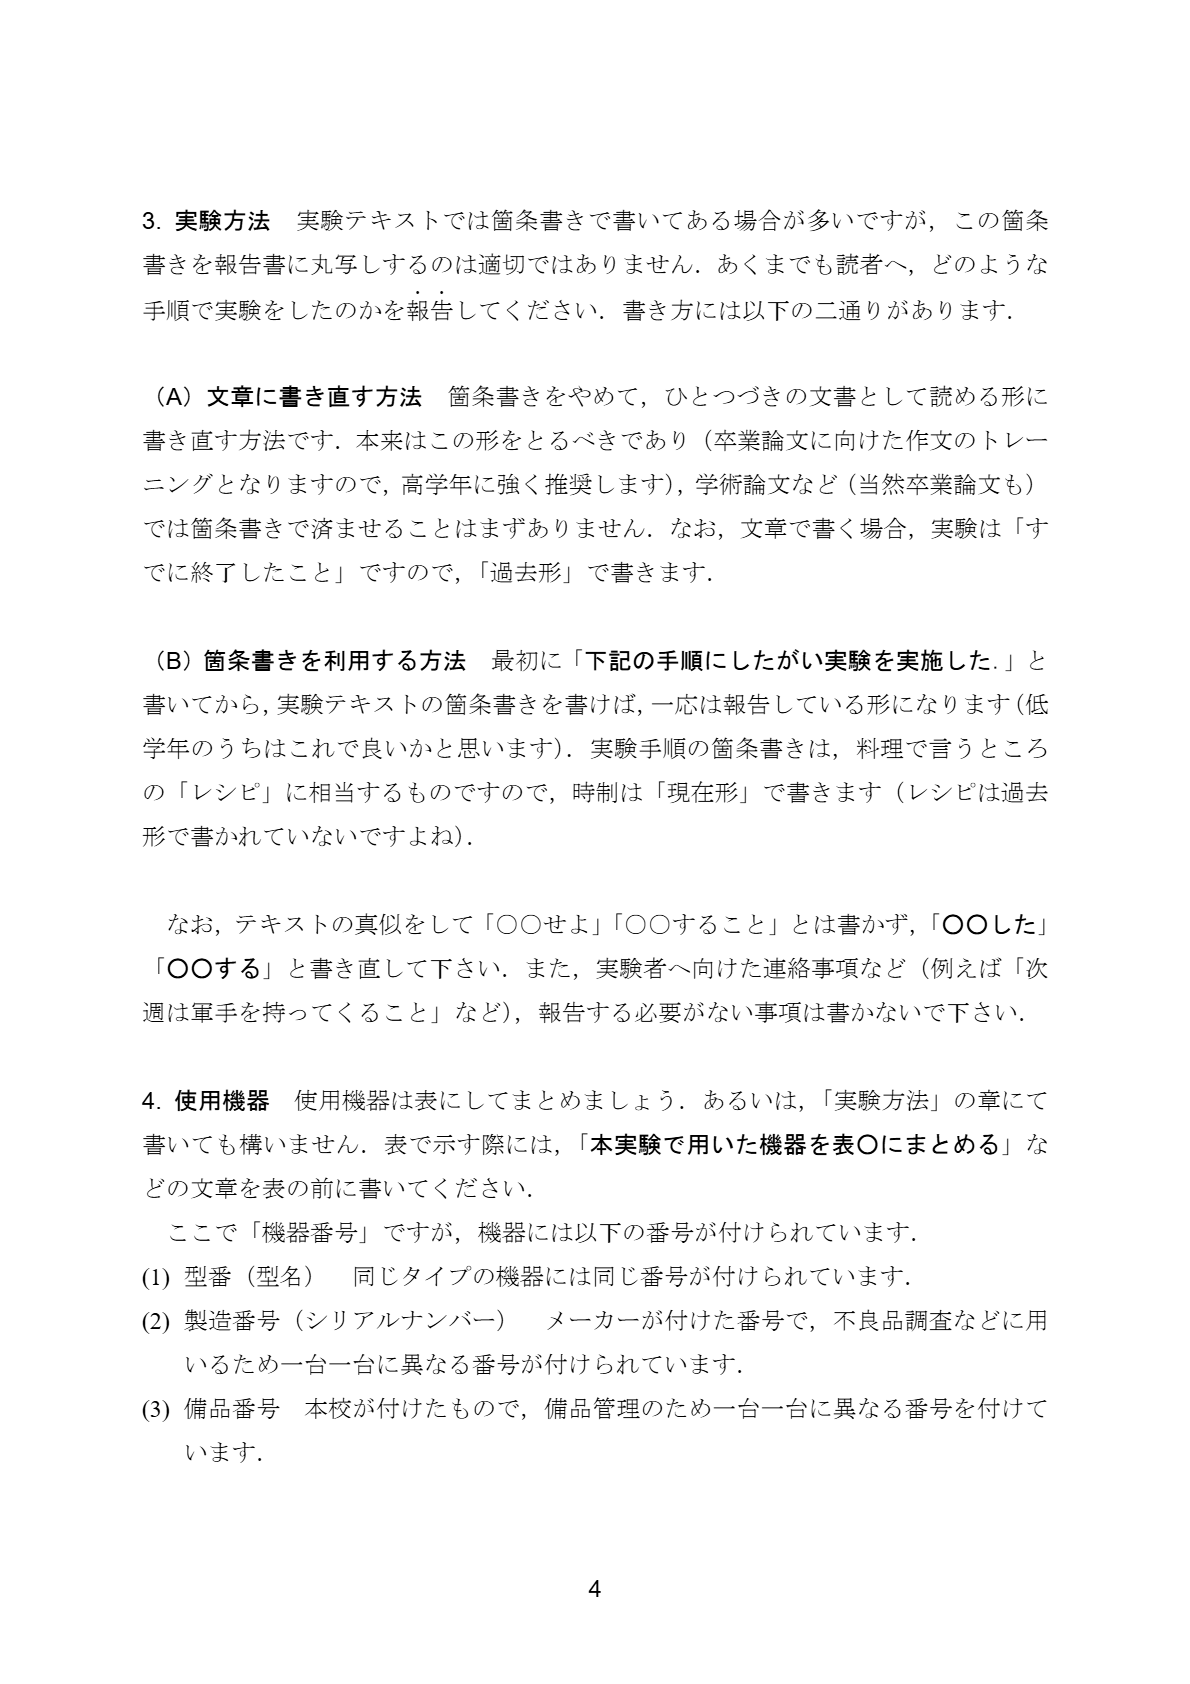 3. 実験方法　実験テキストでは箇条書きで書いてある場合が多いですが，この箇条
書きを報告書に丸写しするのは適切ではありません．あくまでも読者へ，どのような
手順で実験をしたのかを報告してください．書き方には以下の二通りがあります．
（A）文章に書き直す方法　箇条書きをやめて，ひとつづきの文書として読める形に
書き直す方法です．本来はこの形をとるべきであり（卒業論文に向けた作文のトレー
ニングとなりますので，高学年に強く推奨します），学術論文など（当然卒業論文も）
では箇条書きで済ませることはまずありません．なお，文章で書く場合，実験は「す
でに終了したこと」ですので，「過去形」で書きます．
（B）箇条書きを利用する方法　最初に「下記の手順にしたがい実験を実施した．」と
書いてから，実験テキストの箇条書きを書けば，一応は報告している形になります（低
学年のうちはこれで良いかと思います）．実験手順の箇条書きは，料理で言うところ
の「レシピ」に相当するものですので，時制は「現在形」で書きます（レシピは過去
形で書かれていないですよね）．
なお，テキストの真似をして「○○せよ」「○○すること」とは書かず，「○○した」
「○○する」と書き直して下さい．また，実験者へ向けた連絡事項など（例えば「次
週は軍手を持ってくること」など），報告する必要がない事項は書かないで下さい．
4. 使用機器　使用機器は表にしてまとめましょう．あるいは，「実験方法」の章にて
書いても構いません．表で示す際には，「本実験で用いた機器を表○にまとめる」な
どの文章を表の前に書いてください．
ここで「機器番号」ですが，機器には以下の番号が付けられています．
(1) 型番（型名）　同じタイプの機器には同じ番号が付けられています．
(2) 製造番号（シリアルナンバー）　メーカーが付けた番号で，不良品調査などに用
いるため一台一台に異なる番号が付けられています．
(3) 備品番号　本校が付けたもので，備品管理のため一台一台に異なる番号を付けて
います．
4